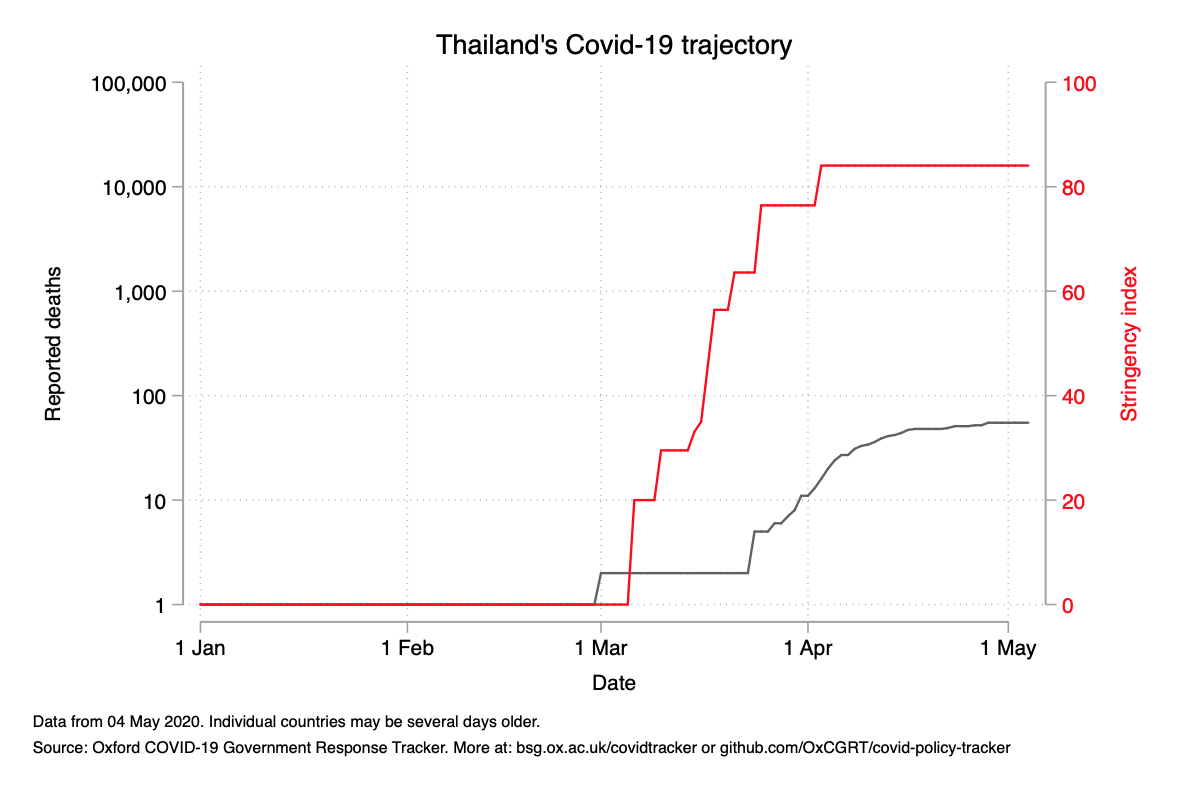 Thailand's Covid-19 trajectory
100,000
10,000
1,000
100
10
1
Reported deaths
100
80
60
40
20
0
Stringency index
1 Jan 1 Feb 1 Mar 1 Apr 1 May
Date
Data from 04 May 2020. Individual countries may be several days older.
Source: Oxford COVID-19 Government Response Tracker. More at: bsg.ox.ac.uk/covidtracker or github.com/OxCGRT/covid-policy-tracker